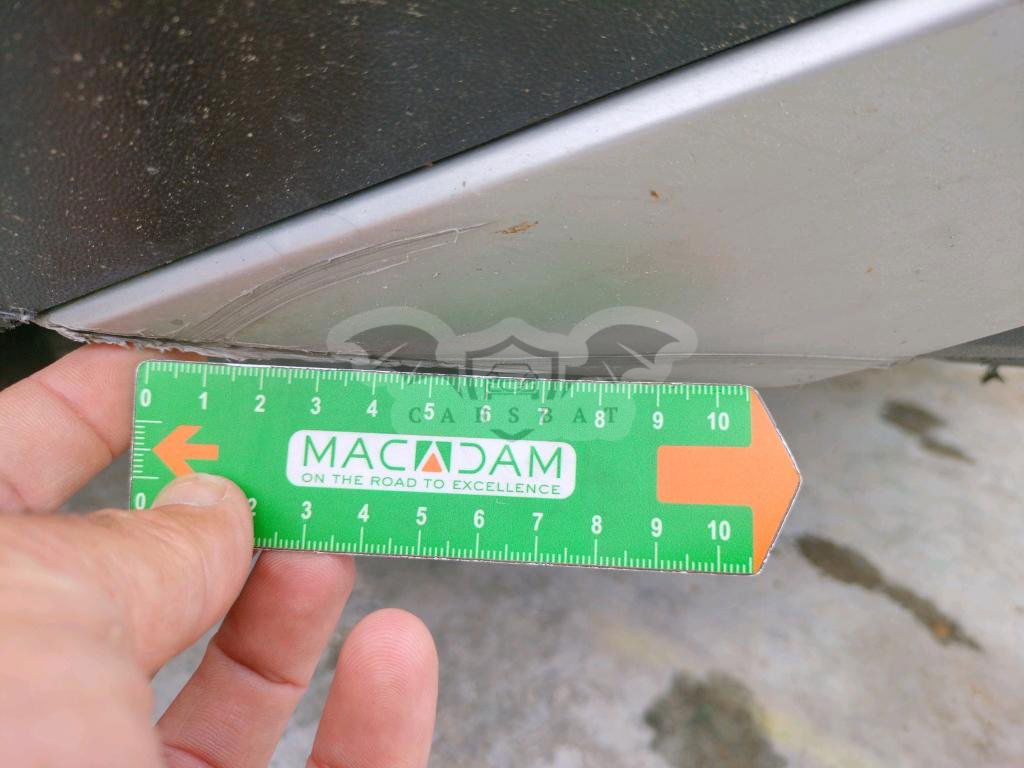 CARSBAT
0 1 2 3 4 5 6 7 8 9 10
MACADAM
ON THE ROAD TO EXCELLENCE
0 2 3 4 5 6 7 8 9 10